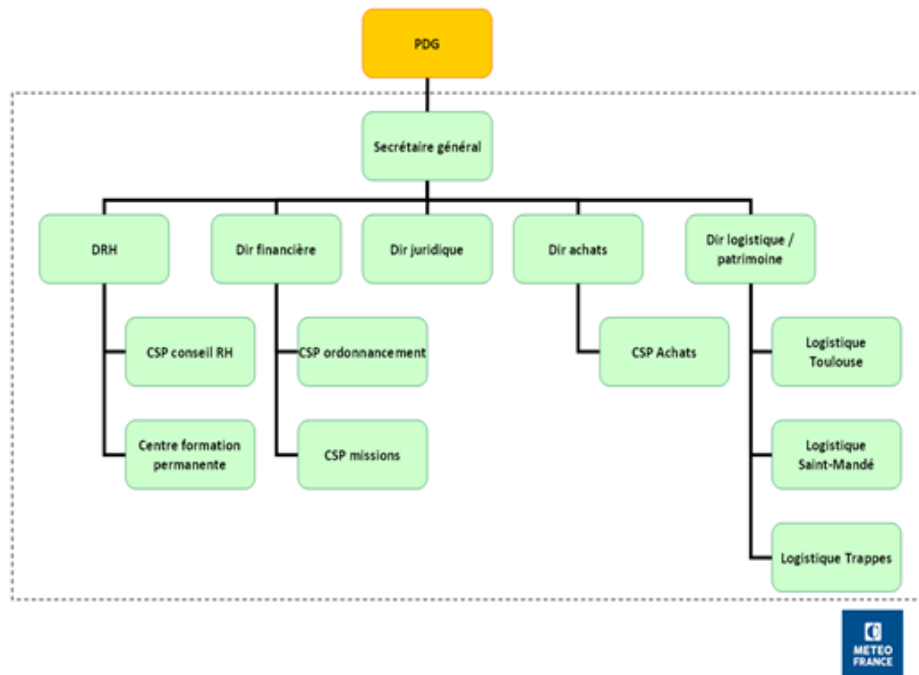 PDG
Secrétaire général
DRH
Dir financière
Dir juridique
Dir achats
Dir logistique /
patrimoine
CSP conseil RH
CSP ordonnancement
CSP Achats
Logistique
Toulouse
Centre formation
permanente
CSP missions
Logistique
Saint-Mandé
Logistique Trappes
METEO
FRANCE